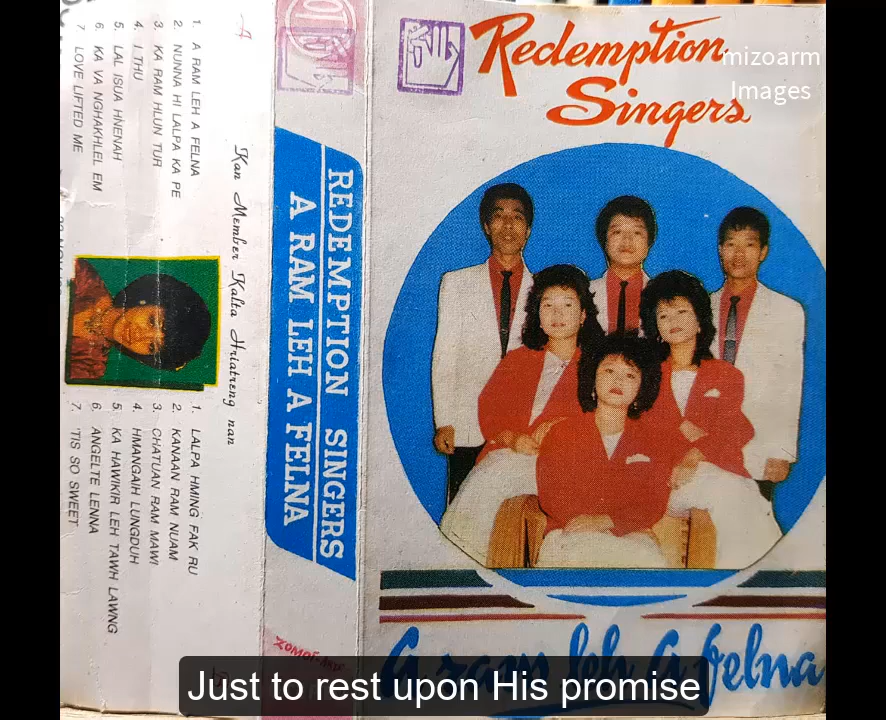 A
1. A RAM LEH A FELNA
2. NUNNA HI LALPA KA PE
3. KA RAM HLUN TUR
4. I THU
5. LAL ISUA HNENAH
6. KA VA NGHAKHLEL EM
7 LOVE LIFTED ME
Kan Member Kalta Hriatreng nan
1. LALPA HMING FAK RU
2. KANAAN RAM NUAM
3. CHATUAN RAM MAWI
4. HMANGAIH LUNGDUH
5. KA HAWIKIR LEH TAWH LAWNG
6. ANGELTE LENNA
7. 'TIS SO SWEET
REDEMPTION SINGERS
A RAM LEH A FELNA
Redemption
Singers
mizoarm
Images
A ram leh A felna
Just to rest upon His promise